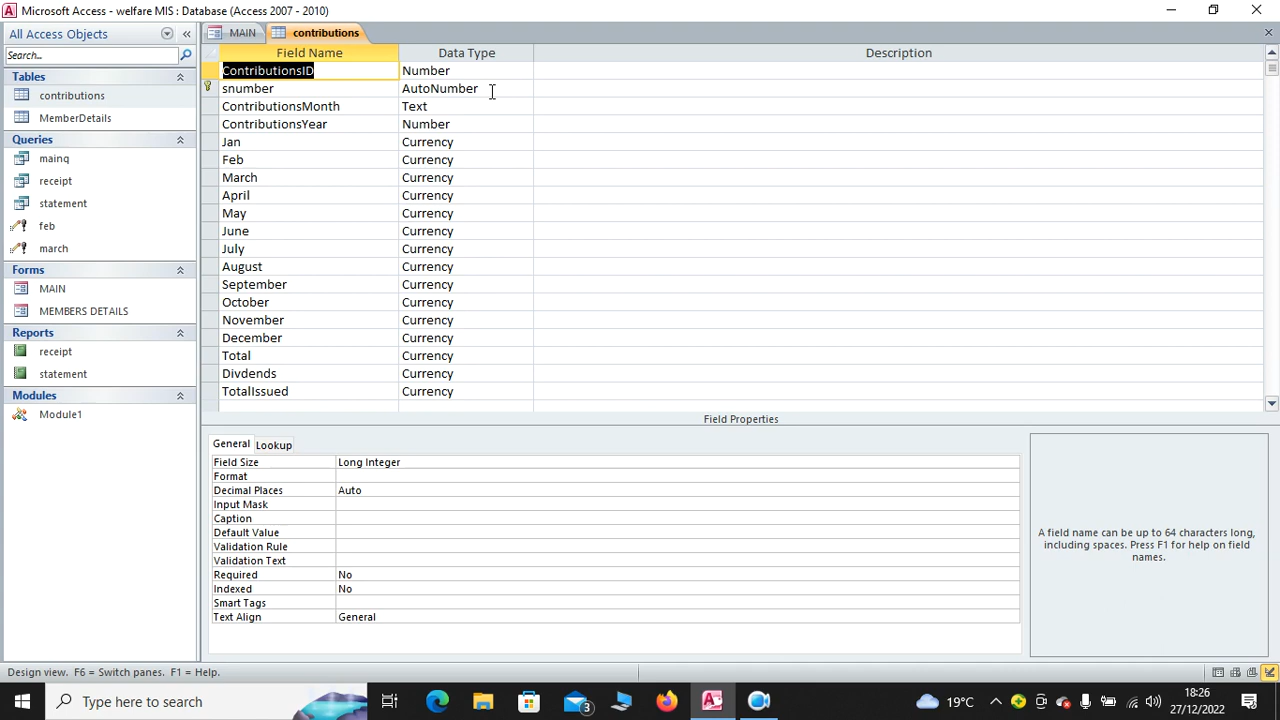 Microsoft Access - welfare MIS : Database (Access 2007 - 2010)
All Access Objects
MAIN
contributions
Search...
Tables
contributions
MemberDetails
Queries
mainq
receipt
statement
feb
march
Forms
MAIN
MEMBERS DETAILS
Reports
receipt
statement
Modules
Module1
Field Name Data Type Description
ContributionsID Number
snumber AutoNumber
ContributionsMonth Text
ContributionsYear Number
Jan Currency
Feb Currency
March Currency
April Currency
May Currency
June Currency
July Currency
August Currency
September Currency
October Currency
November Currency
December Currency
Total Currency
Divdends Currency
TotalIssued Currency
Field Properties
General Lookup
Field Size Long Integer
Format
Decimal Places Auto
Input Mask
Caption
Default Value
Validation Rule
Validation Text
Required No
Indexed No
Smart Tags
Text Align General
A field name can be up to 64 characters long,
including spaces. Press F1 for help on field
names.
Design view. F6 = Switch panes. F1 = Help.
Type here to search
3
19°C
18:26
27/12/2022